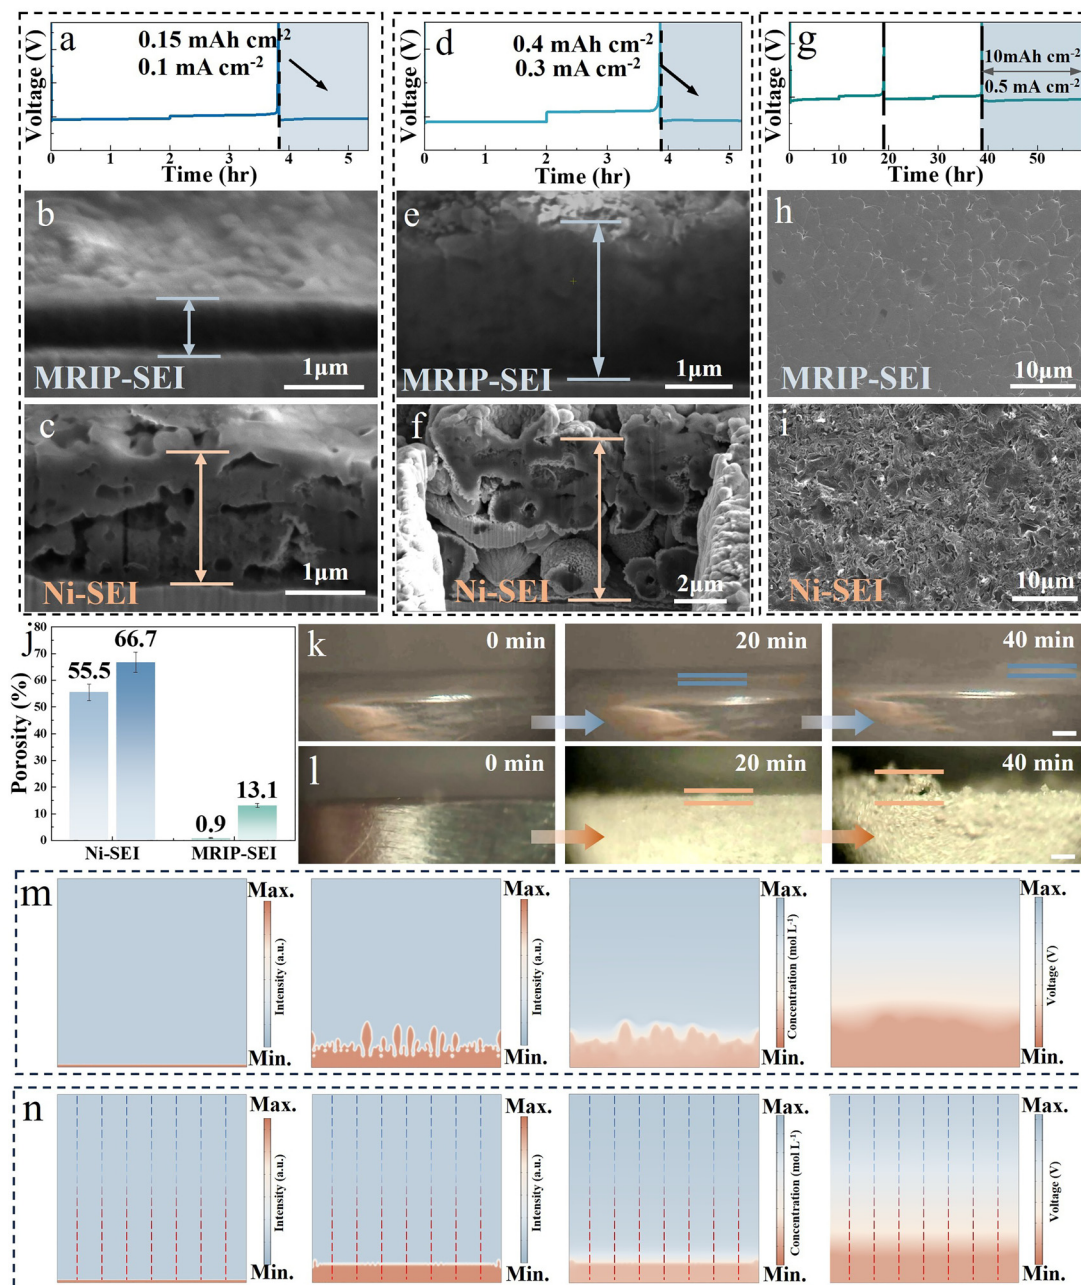 a
Voltage (V)
0.15 mAh cm-2
0.1 mA cm-2
0 1 2 3 4 5
Time (hr)
d
Voltage (V)
0.4 mAh cm-2
0.3 mA cm-2
0 1 2 3 4 5
Time (hr)
g
Voltage (V)
10mAh cm-2
0.5 mA cm-2
0 10 20 30 40 50
Time (hr)
b
MRIP-SEI
1μm
e
MRIP-SEI
1μm
h
MRIP-SEI
10μm
c
Ni-SEI
1μm
f
Ni-SEI
2μm
i
Ni-SEI
10μm
j
Porosity (%)
80
70
60
50
40
30
20
10
0
55.5
66.7
0.9
13.1
Ni-SEI
MRIP-SEI
k
0 min
20 min
40 min
l
0 min
20 min
40 min
m
Max.
Intensity (a.u.)
Min.
Max.
Intensity (a.u.)
Min.
Max.
Concentration (mol L-1)
Min.
Max.
Voltage (V)
Min.
n
Max.
Intensity (a.u.)
Min.
Max.
Intensity (a.u.)
Min.
Max.
Concentration (mol L-1)
Min.
Max.
Voltage (V)
Min.